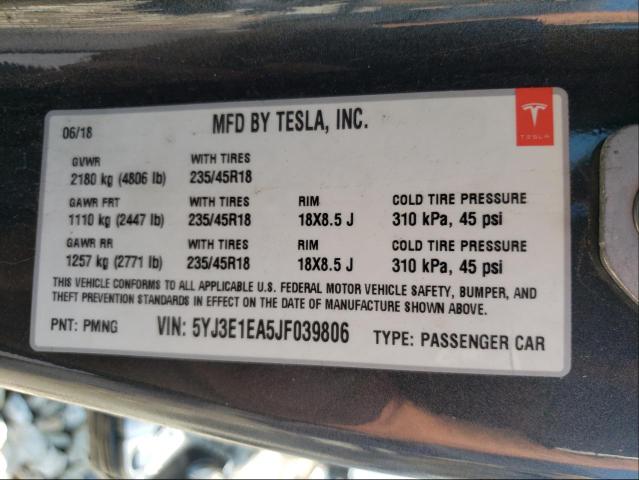 06/18 MFD BY TESLA, INC. TESLA
GVWR WITH TIRES
2180 kg (4806 lb) 235/45R18
GAWR FRT WITH TIRES RIM COLD TIRE PRESSURE
1110 kg (2447 lb) 235/45R18 18X8.5 J 310 kPa, 45 psi
GAWR RR WITH TIRES RIM COLD TIRE PRESSURE
1257 kg (2771 lb) 235/45R18 18X8.5 J 310 kPa, 45 psi
THIS VEHICLE CONFORMS TO ALL APPLICABLE U.S. FEDERAL MOTOR VEHICLE SAFETY, BUMPER, AND
THEFT PREVENTION STANDARDS IN EFFECT ON THE DATE OF MANUFACTURE SHOWN ABOVE.
PNT: PMNG VIN: 5YJ3E1EA5JF039806 TYPE: PASSENGER CAR